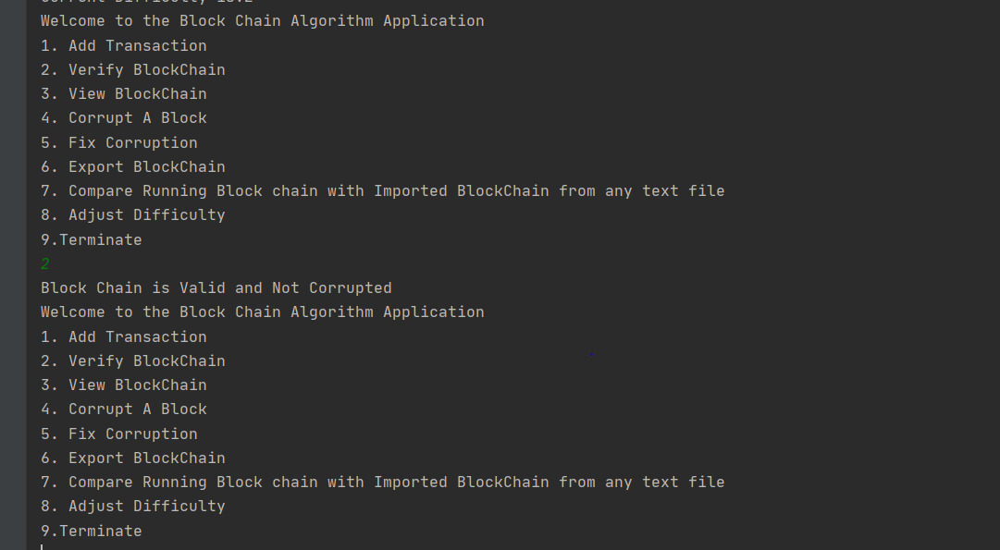 Current Difficulty is:2
Welcome to the Block Chain Algorithm Application
1. Add Transaction
2. Verify BlockChain
3. View BlockChain
4. Corrupt A Block
5. Fix Corruption
6. Export BlockChain
7. Compare Running Block chain with Imported BlockChain from any text file
8. Adjust Difficulty
9.Terminate
2
Block Chain is Valid and Not Corrupted
Welcome to the Block Chain Algorithm Application
1. Add Transaction
2. Verify BlockChain
3. View BlockChain
4. Corrupt A Block
5. Fix Corruption
6. Export BlockChain
7. Compare Running Block chain with Imported BlockChain from any text file
8. Adjust Difficulty
9.Terminate